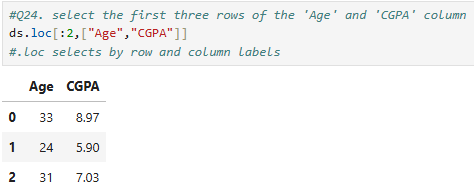 #Q24. select the first three rows of the 'Age' and 'CGPA' column
ds.loc[:2,["Age","CGPA"]]
#.loc selects by row and column labels
Age CGPA
0 33 8.97
1 24 5.90
2 31 7.03